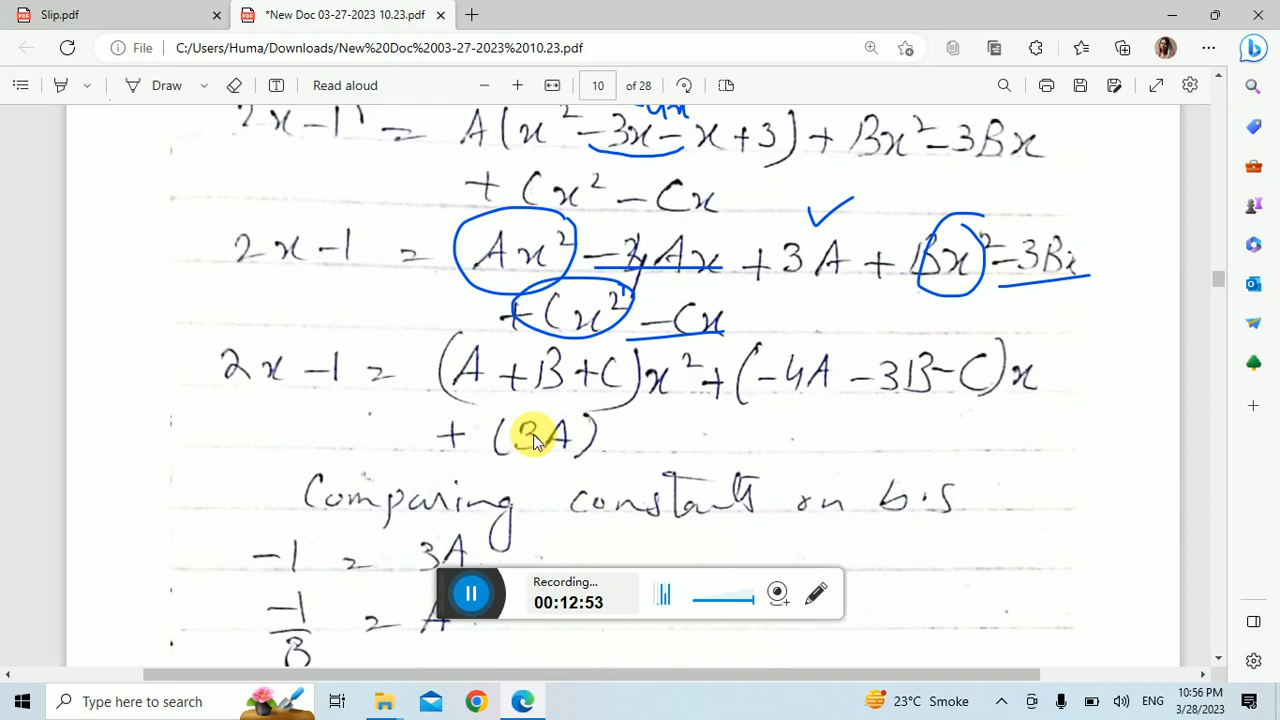 Slip.pdf
*New Doc 03-27-2023 10.23.pdf
File
C:/Users/Huma/Downloads/New%20Doc%2003-27-2023%2010.23.pdf
Draw
Read aloud
10 of 28
-4x
2x-1 = A(x²-3x-x+3)+Bx²-3Bx
+Cx²-Cx
2x-1 = Ax²-4Ax+3A+Bx²-3Bx
+Cx²-Cx
2x-1 = (A+B+C)x²+(-4A-3B-C)x
+(3A)
Comparing constants on b.s
-1 = 3A
-1/3 = A
Recording...
00:12:53
Type here to search
23°C Smoke
ENG
10:56 PM
3/28/2023